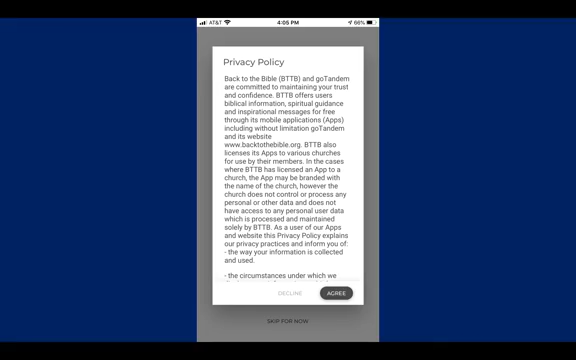 AT&T 4:05 PM 66%
Privacy Policy
Back to the Bible (BTTB) and goTandem
are committed to maintaining your trust
and confidence. BTTB offers users
biblical information, spiritual guidance
and inspirational messages for free
through its mobile applications (Apps)
including without limitation goTandem
and its website
www.backtothebible.org. BTTB also
licenses its Apps to various churches
for use by their members. In the cases
where BTTB has licensed an App to a
church, the App may be branded with
the name of the church, however the
church does not control or process any
personal or other data and does not
have access to any personal user data
which is processed and maintained
solely by BTTB. As a user of our Apps
and website this Privacy Policy explains
our privacy practices and inform you of:
- the way your information is collected
and used.
- the circumstances under which we
DECLINE AGREE
SKIP FOR NOW